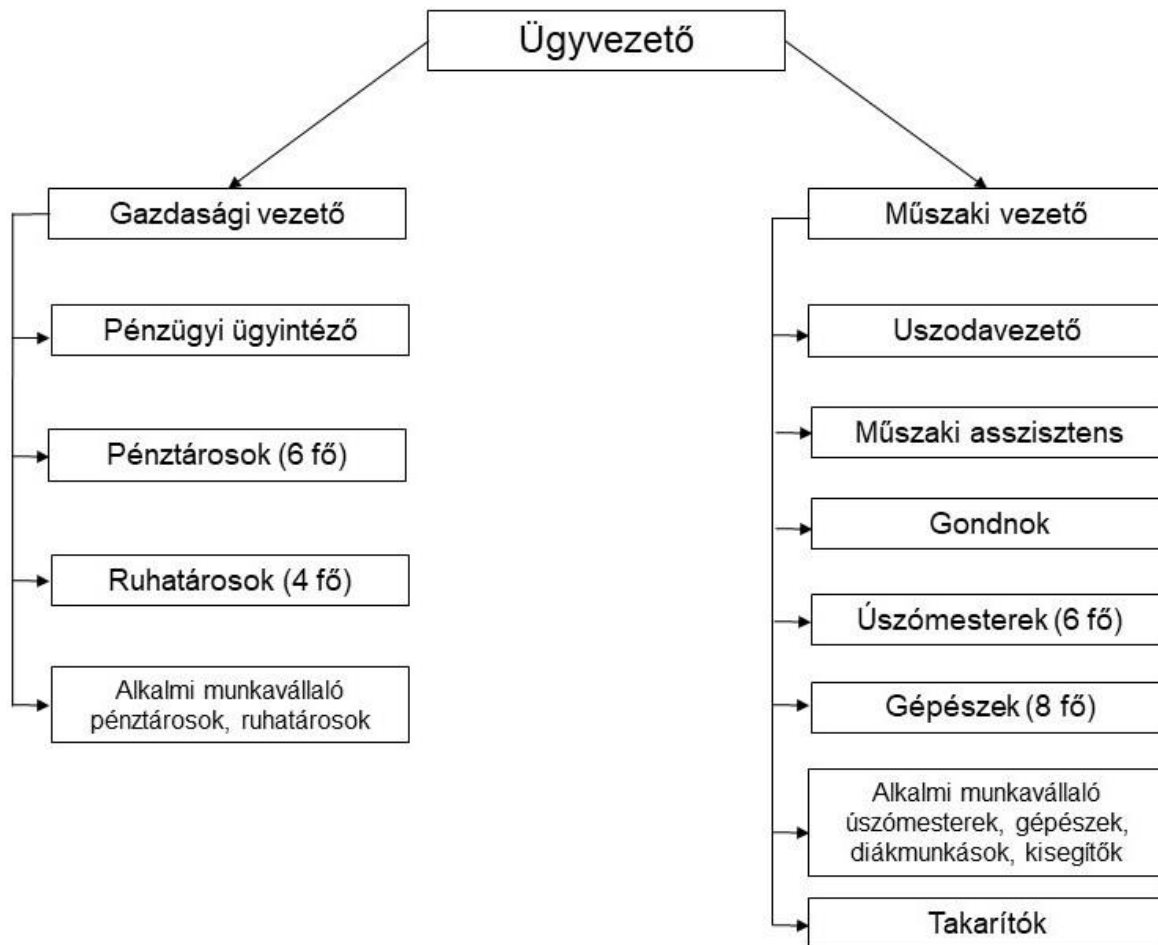 Ügyvezető
Gazdasági vezető
Pénzügyi ügyintéző
Pénztárosok (6 fő)
Ruhatárosok (4 fő)
Alkalmi munkavállaló
pénztárosok, ruhatárosok
Műszaki vezető
Uszodavezető
Műszaki asszisztens
Gondnok
Úszómesterek (6 fő)
Gépészek (8 fő)
Alkalmi munkavállaló
úszómesterek, gépészek,
diákmunkások, kisegítők
Takarítók